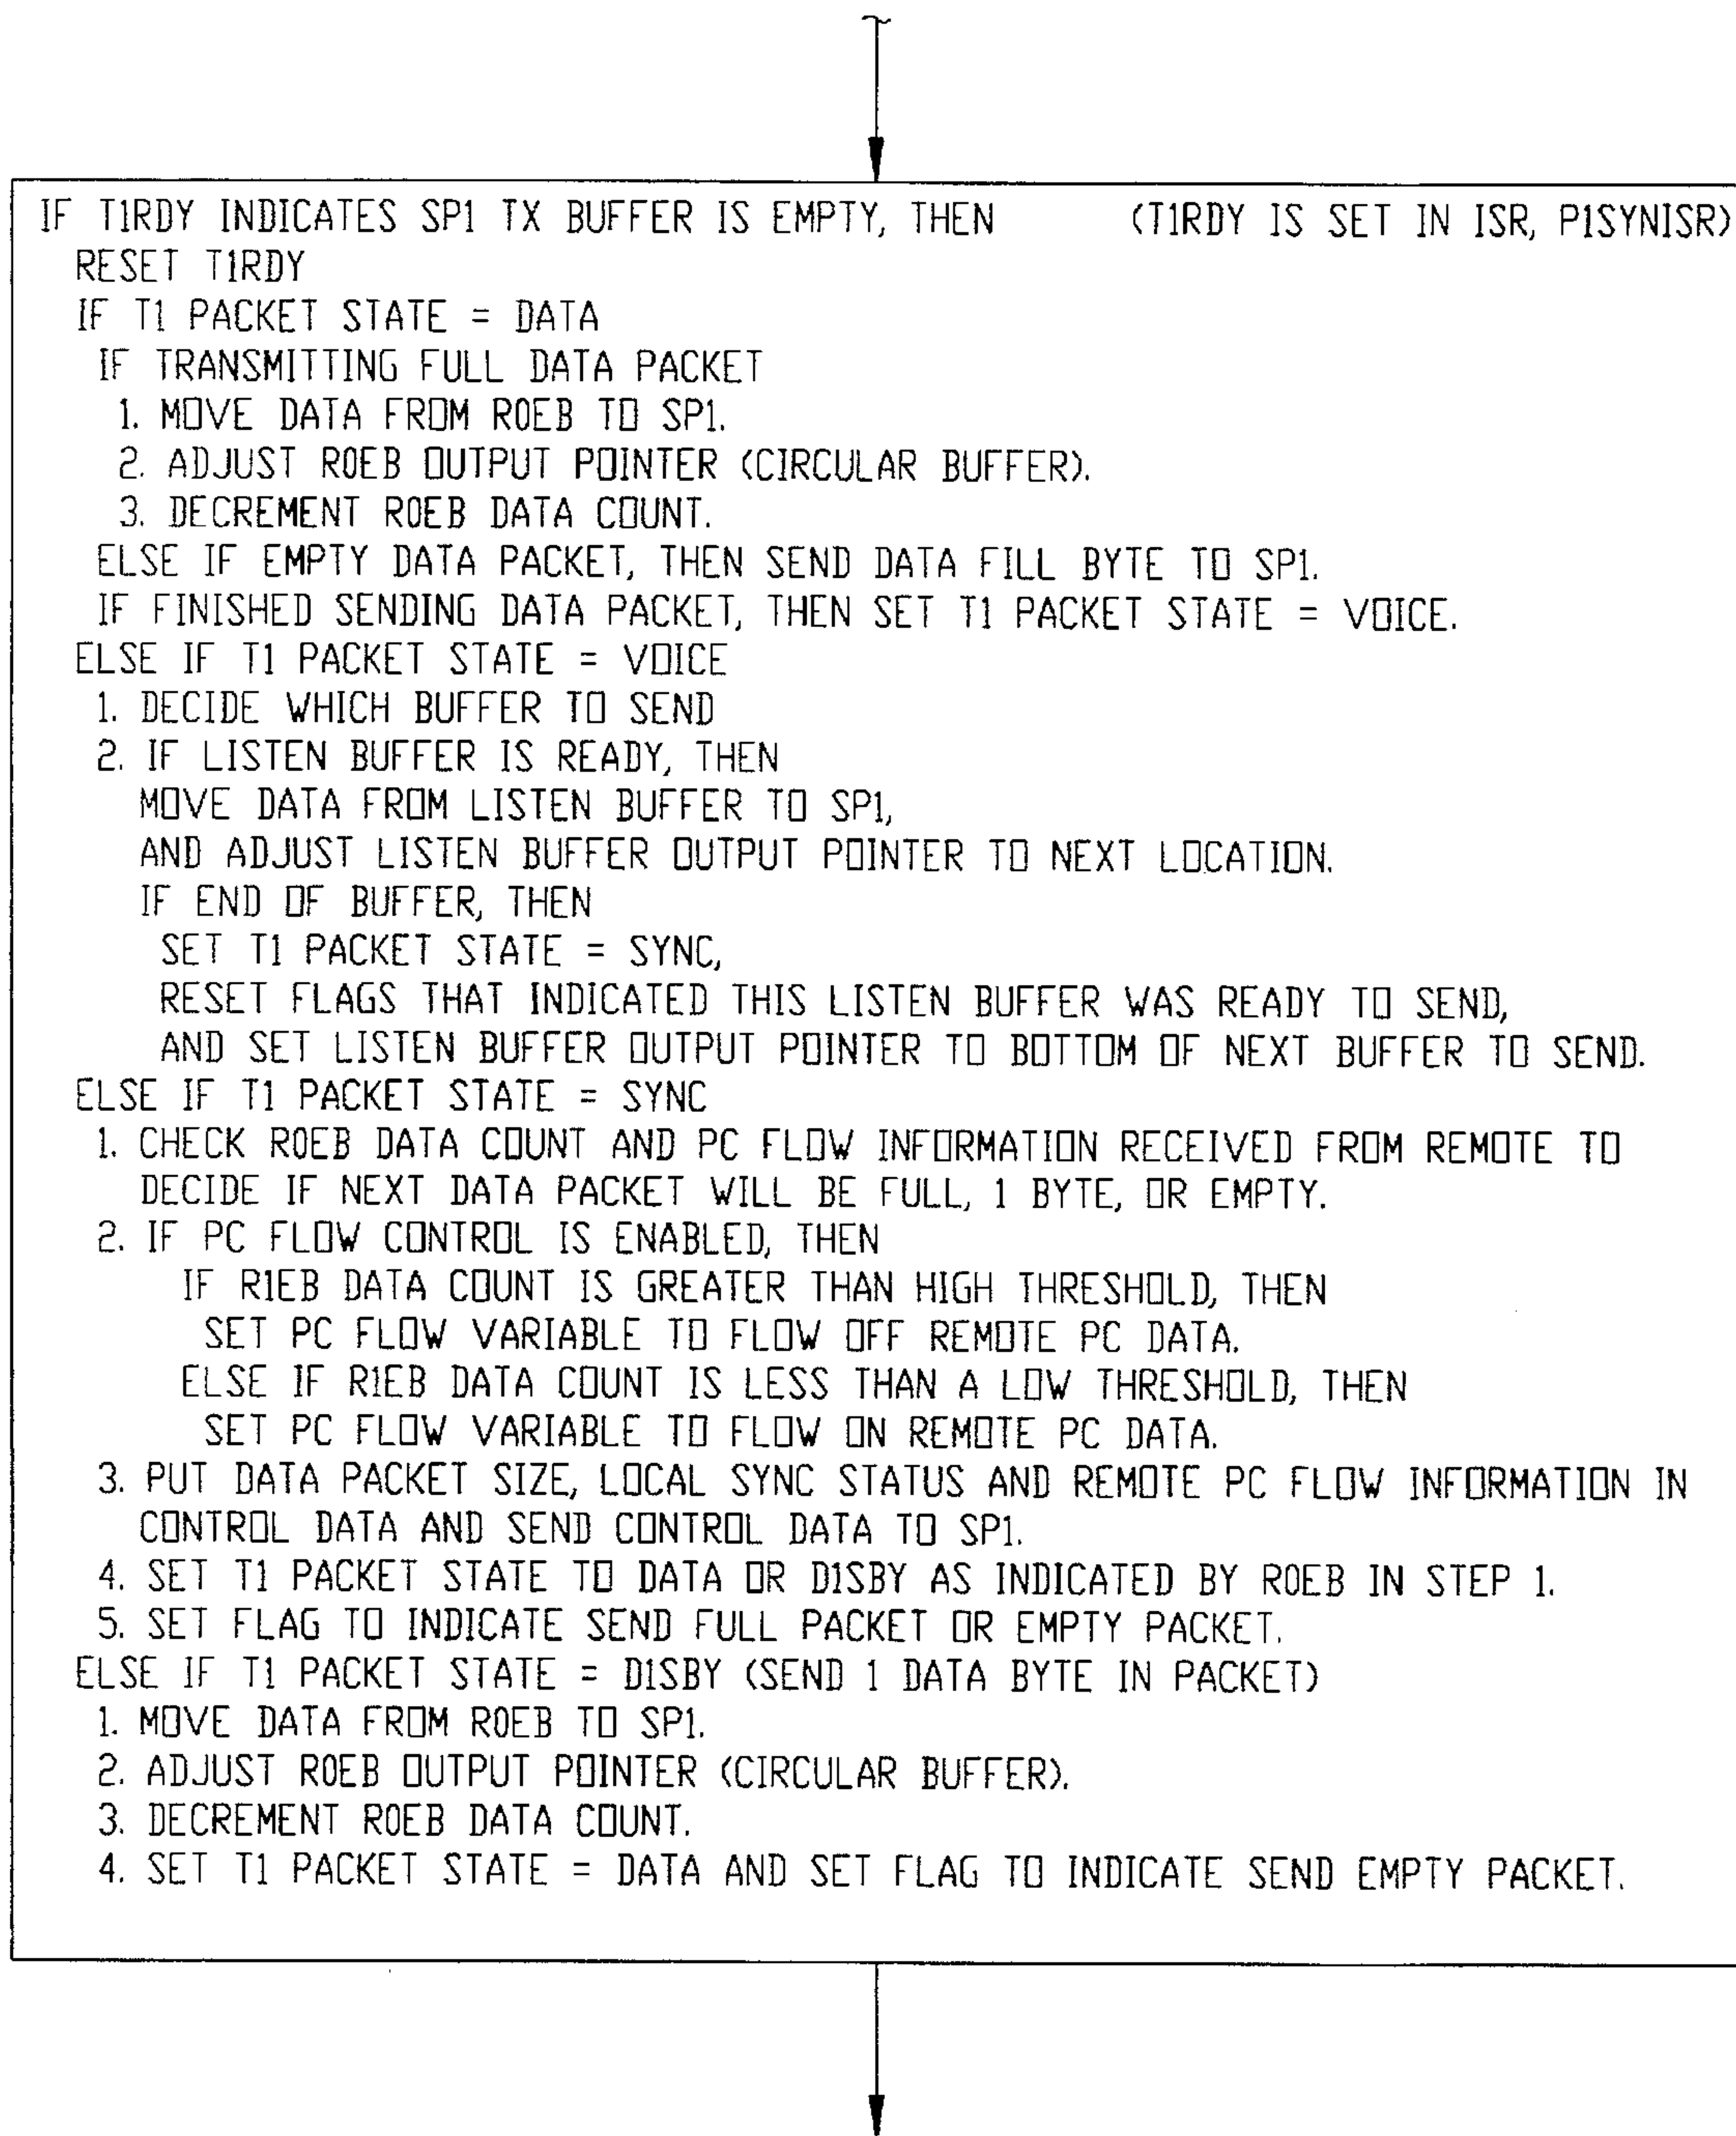 IF T1RDY INDICATES SP1 TX BUFFER IS EMPTY, THEN (T1RDY IS SET IN ISR, P1SYNISR)
RESET T1RDY
IF T1 PACKET STATE = DATA
IF TRANSMITTING FULL DATA PACKET
1. MOVE DATA FROM R0EB TO SP1.
2. ADJUST R0EB OUTPUT POINTER (CIRCULAR BUFFER).
3. DECREMENT R0EB DATA COUNT.
ELSE IF EMPTY DATA PACKET, THEN SEND DATA FILL BYTE TO SP1.
IF FINISHED SENDING DATA PACKET, THEN SET T1 PACKET STATE = VOICE.
ELSE IF T1 PACKET STATE = VOICE
1. DECIDE WHICH BUFFER TO SEND
2. IF LISTEN BUFFER IS READY, THEN
MOVE DATA FROM LISTEN BUFFER TO SP1,
AND ADJUST LISTEN BUFFER OUTPUT POINTER TO NEXT LOCATION.
IF END OF BUFFER, THEN
SET T1 PACKET STATE = SYNC,
RESET FLAGS THAT INDICATED THIS LISTEN BUFFER WAS READY TO SEND,
AND SET LISTEN BUFFER OUTPUT POINTER TO BOTTOM OF NEXT BUFFER TO SEND.
ELSE IF T1 PACKET STATE = SYNC
1. CHECK R0EB DATA COUNT AND PC FLOW INFORMATION RECEIVED FROM REMOTE TO
DECIDE IF NEXT DATA PACKET WILL BE FULL, 1 BYTE, OR EMPTY.
2. IF PC FLOW CONTROL IS ENABLED, THEN
IF R1EB DATA COUNT IS GREATER THAN HIGH THRESHOLD, THEN
SET PC FLOW VARIABLE TO FLOW OFF REMOTE PC DATA.
ELSE IF R1EB DATA COUNT IS LESS THAN A LOW THRESHOLD, THEN
SET PC FLOW VARIABLE TO FLOW ON REMOTE PC DATA.
3. PUT DATA PACKET SIZE, LOCAL SYNC STATUS AND REMOTE PC FLOW INFORMATION IN
CONTROL DATA AND SEND CONTROL DATA TO SP1.
4. SET T1 PACKET STATE TO DATA OR D1SBY AS INDICATED BY R0EB IN STEP 1.
5. SET FLAG TO INDICATE SEND FULL PACKET OR EMPTY PACKET.
ELSE IF T1 PACKET STATE = D1SBY (SEND 1 DATA BYTE IN PACKET)
1. MOVE DATA FROM R0EB TO SP1.
2. ADJUST R0EB OUTPUT POINTER (CIRCULAR BUFFER).
3. DECREMENT R0EB DATA COUNT.
4. SET T1 PACKET STATE = DATA AND SET FLAG TO INDICATE SEND EMPTY PACKET.